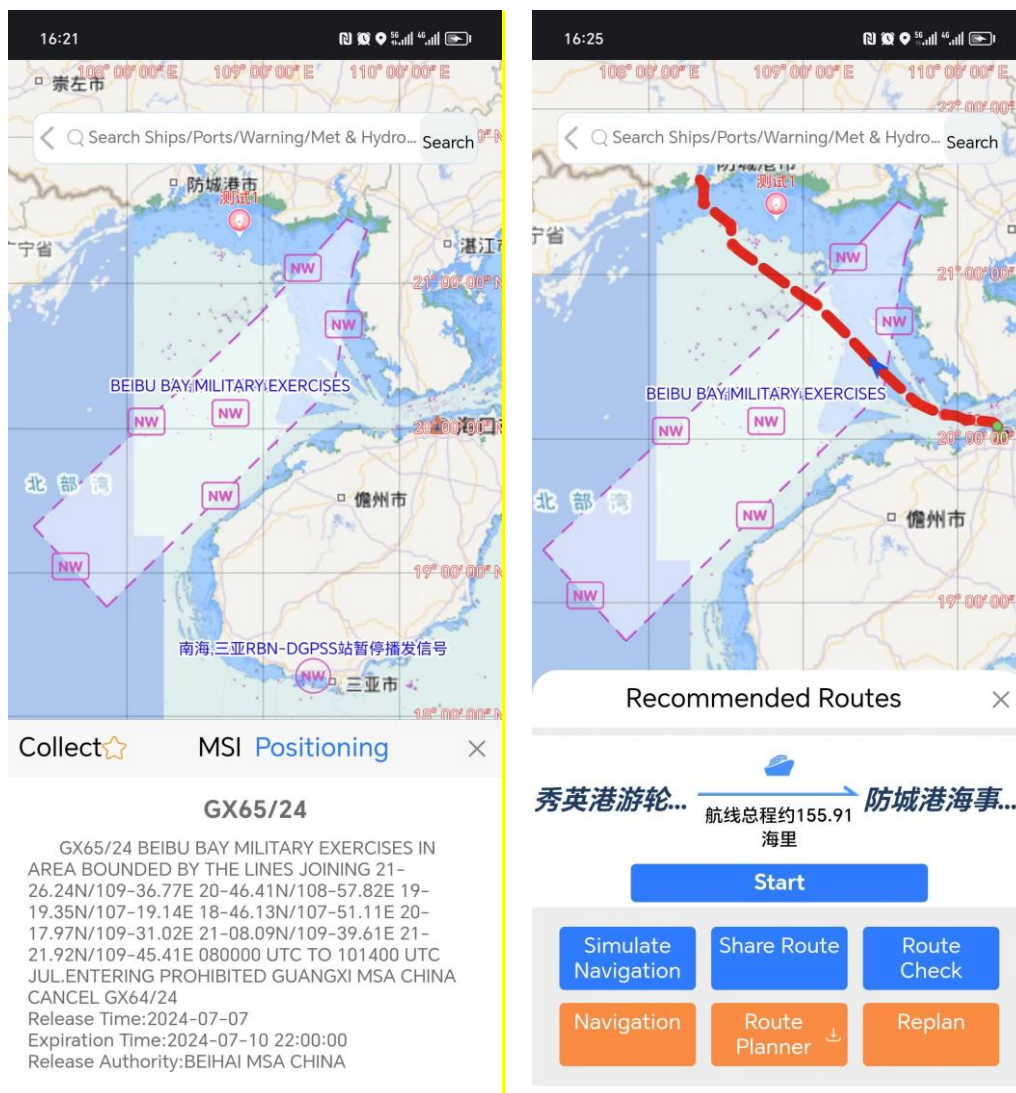 16:21
崇左市
108° 00′ 00″ E 109° 00′ 00″ E 110° 00′ 00″ E
Search Ships/Ports/Warning/Met & Hydro... Search
防城港市
测试1
宁省
湛江
NW
21° 00′ 00″ N
NW
BEIBU BAY MILITARY EXERCISES
NW
NW
20° 00′ 00″
海口
北部湾
NW
儋州市
NW
19° 00′ 00″ N
南海,三亚RBN-DGPSS站暂停播发信号
NW
三亚市
18° 00′ 00″ N
Collect MSI Positioning
GX65/24
GX65/24 BEIBU BAY MILITARY EXERCISES IN
AREA BOUNDED BY THE LINES JOINING 21-
26.24N/109-36.77E 20-46.41N/108-57.82E 19-
19.35N/107-19.14E 18-46.13N/107-51.11E 20-
17.97N/109-31.02E 21-08.09N/109-39.61E 21-
21.92N/109-45.41E 080000 UTC TO 101400 UTC
JUL.ENTERING PROHIBITED GUANGXI MSA CHINA
CANCEL GX64/24
Release Time:2024-07-07
Expiration Time:2024-07-10 22:00:00
Release Authority:BEIHAI MSA CHINA
16:25
108° 00′ 00″ E 109° 00′ 00″ E 110° 00′ 00″ E
22° 00′ 00″
Search Ships/Ports/Warning/Met & Hydro... Search
防城港市
测试1
宁省
NW
21° 00′ 00″ N
NW
BEIBU BAY MILITARY EXERCISES
NW
NW
20° 00′ 00″
北部湾
NW
儋州市
NW
19° 00′ 00″
Recommended Routes
秀英港游轮...
防城港海事...
航线总程约155.91
海里
Start
Simulate
Navigation
Share Route
Route
Check
Navigation
Route
Planner
Replan